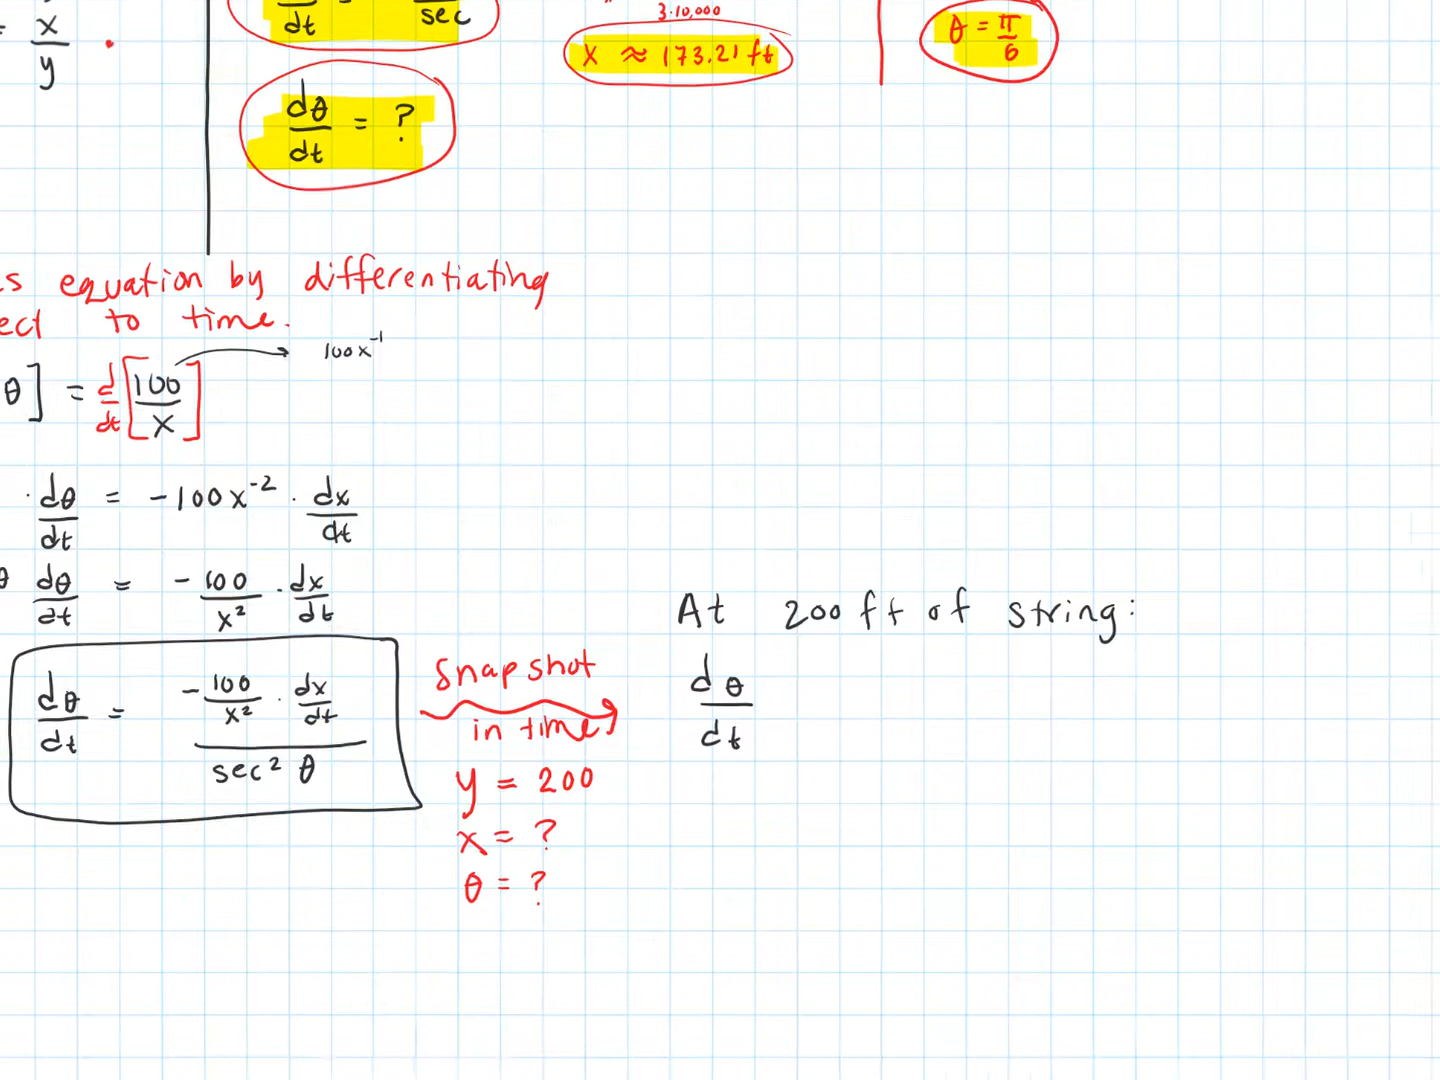 = x/y ·
d/dt = sec
3·10,000
x ≈ 173.21 ft
θ = π/6
dθ/dt = ?
s equation by differentiating
ect to time.
θ] = d/dt [100/x] → 100x⁻¹
· dθ/dt = -100x⁻² · dx/dt
θ dθ/dt = -100/x² · dx/dt
dθ/dt = (-100/x² · dx/dt) / sec² θ
Snapshot
in time
y = 200
x = ?
θ = ?
At 200 ft of string:
dθ/dt